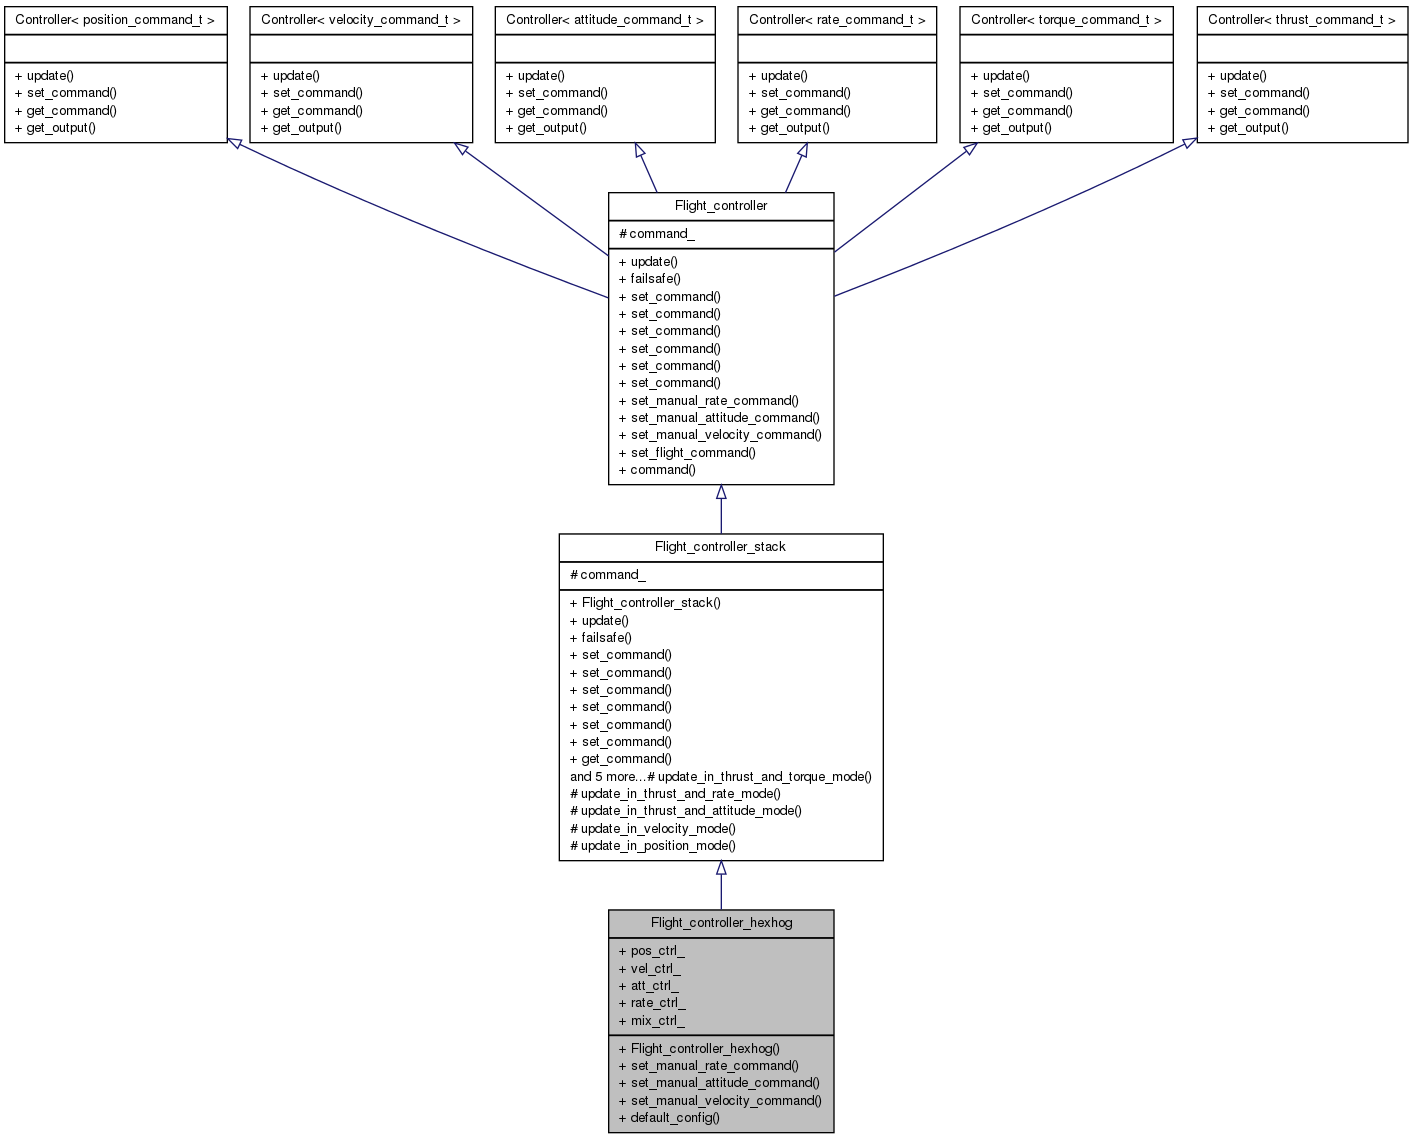 Controller< position_command_t >
+ update()
+ set_command()
+ get_command()
+ get_output()
Controller< velocity_command_t >
+ update()
+ set_command()
+ get_command()
+ get_output()
Controller< attitude_command_t >
+ update()
+ set_command()
+ get_command()
+ get_output()
Controller< rate_command_t >
+ update()
+ set_command()
+ get_command()
+ get_output()
Controller< torque_command_t >
+ update()
+ set_command()
+ get_command()
+ get_output()
Controller< thrust_command_t >
+ update()
+ set_command()
+ get_command()
+ get_output()
Flight_controller
# command_
+ update()
+ failsafe()
+ set_command()
+ set_command()
+ set_command()
+ set_command()
+ set_command()
+ set_command()
+ set_manual_rate_command()
+ set_manual_attitude_command()
+ set_manual_velocity_command()
+ set_flight_command()
+ command()
Flight_controller_stack
# command_
+ Flight_controller_stack()
+ update()
+ failsafe()
+ set_command()
+ set_command()
+ set_command()
+ set_command()
+ set_command()
+ set_command()
+ get_command()
and 5 more...# update_in_thrust_and_torque_mode()
# update_in_thrust_and_rate_mode()
# update_in_thrust_and_attitude_mode()
# update_in_velocity_mode()
# update_in_position_mode()
Flight_controller_hexhog
+ pos_ctrl_
+ vel_ctrl_
+ att_ctrl_
+ rate_ctrl_
+ mix_ctrl_
+ Flight_controller_hexhog()
+ set_manual_rate_command()
+ set_manual_attitude_command()
+ set_manual_velocity_command()
+ default_config()